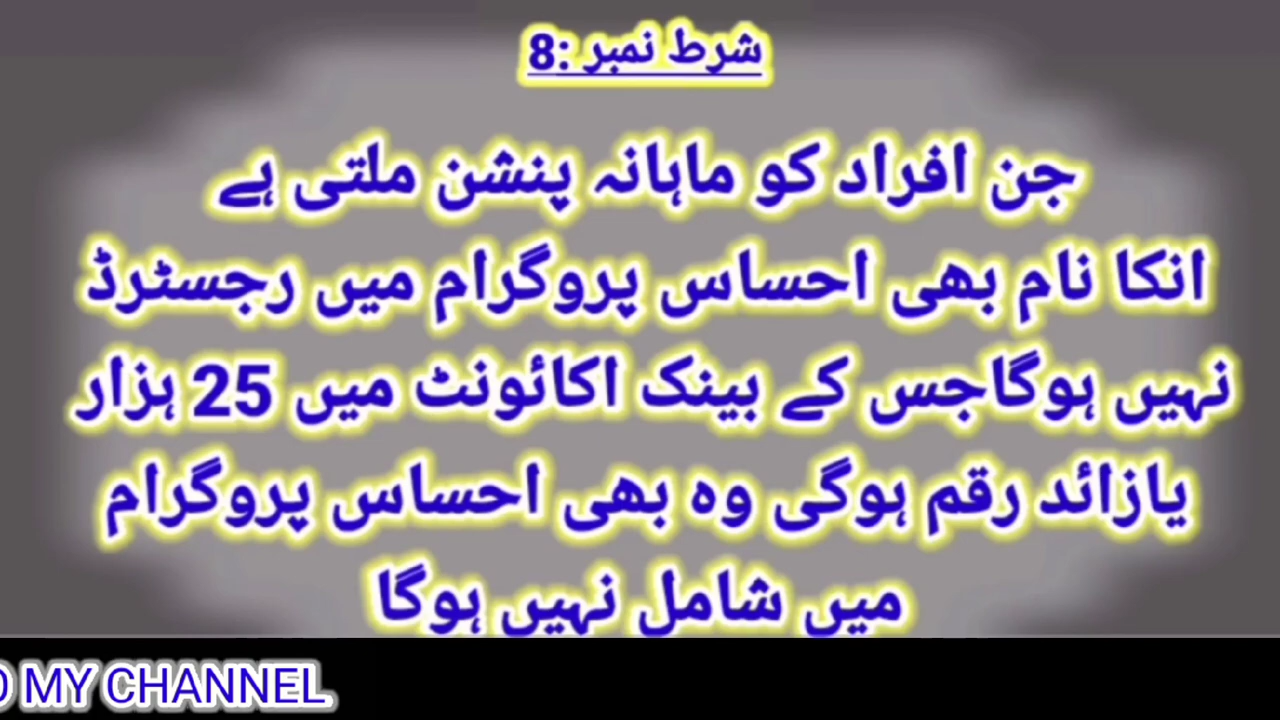 شرط نمبر :8
جن افراد کو ماہانہ پنشن ملتی ہے
انکا نام بھی احساس پروگرام میں رجسٹرڈ
نہیں ہوگاجس کے بینک اکائونٹ میں 25 ہزار
یازائد رقم ہوگی وہ بھی احساس پروگرام
میں شامل نہیں ہوگا
MY CHANNEL